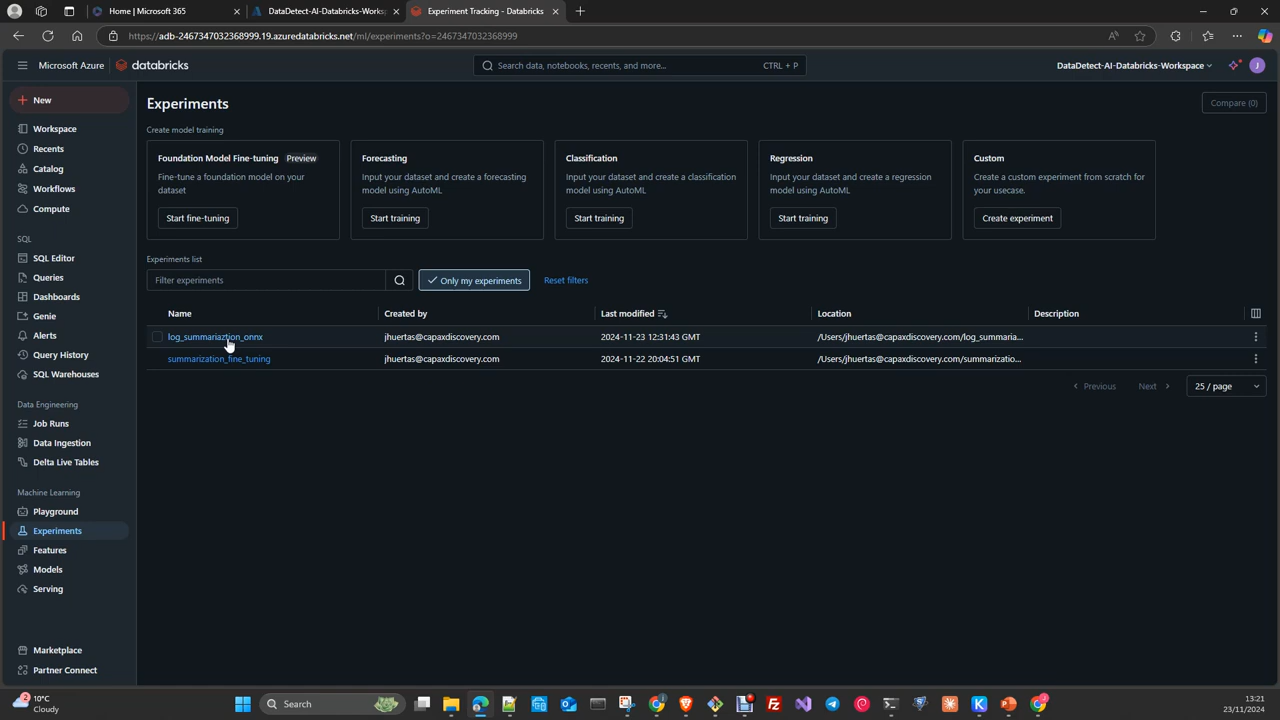 Home | Microsoft 365
DataDetect-AI-Databricks-Works
Experiment Tracking - Databricks
https://adb-2467347032368999.19.azuredatabricks.net/ml/experiments?o=2467347032368999
Microsoft Azure
databricks
Search data, notebooks, recents, and more...
CTRL + P
DataDetect-AI-Databricks-Workspace
J
New
Workspace
Recents
Catalog
Workflows
Compute
SQL
SQL Editor
Queries
Dashboards
Genie
Alerts
Query History
SQL Warehouses
Data Engineering
Job Runs
Data Ingestion
Delta Live Tables
Machine Learning
Playground
Experiments
Features
Models
Serving
Marketplace
Partner Connect
Experiments
Compare (0)
Create model training
Foundation Model Fine-tuning Preview
Fine-tune a foundation model on your
dataset
Start fine-tuning
Forecasting
Input your dataset and create a forecasting
model using AutoML
Start training
Classification
Input your dataset and create a classification
model using AutoML
Start training
Regression
Input your dataset and create a regression
model using AutoML
Start training
Custom
Create a custom experiment from scratch for
your usecase.
Create experiment
Experiments list
Filter experiments
Only my experiments
Reset filters
Name Created by Last modified Location Description
log_summariaztion_onnx jhuertas@capaxdiscovery.com 2024-11-23 12:31:43 GMT /Users/jhuertas@capaxdiscovery.com/log_summaria...
summarization_fine_tuning jhuertas@capaxdiscovery.com 2024-11-22 20:04:51 GMT /Users/jhuertas@capaxdiscovery.com/summarizatio...
Previous Next 25 / page
2
10°C
Cloudy
Search
13:21
23/11/2024